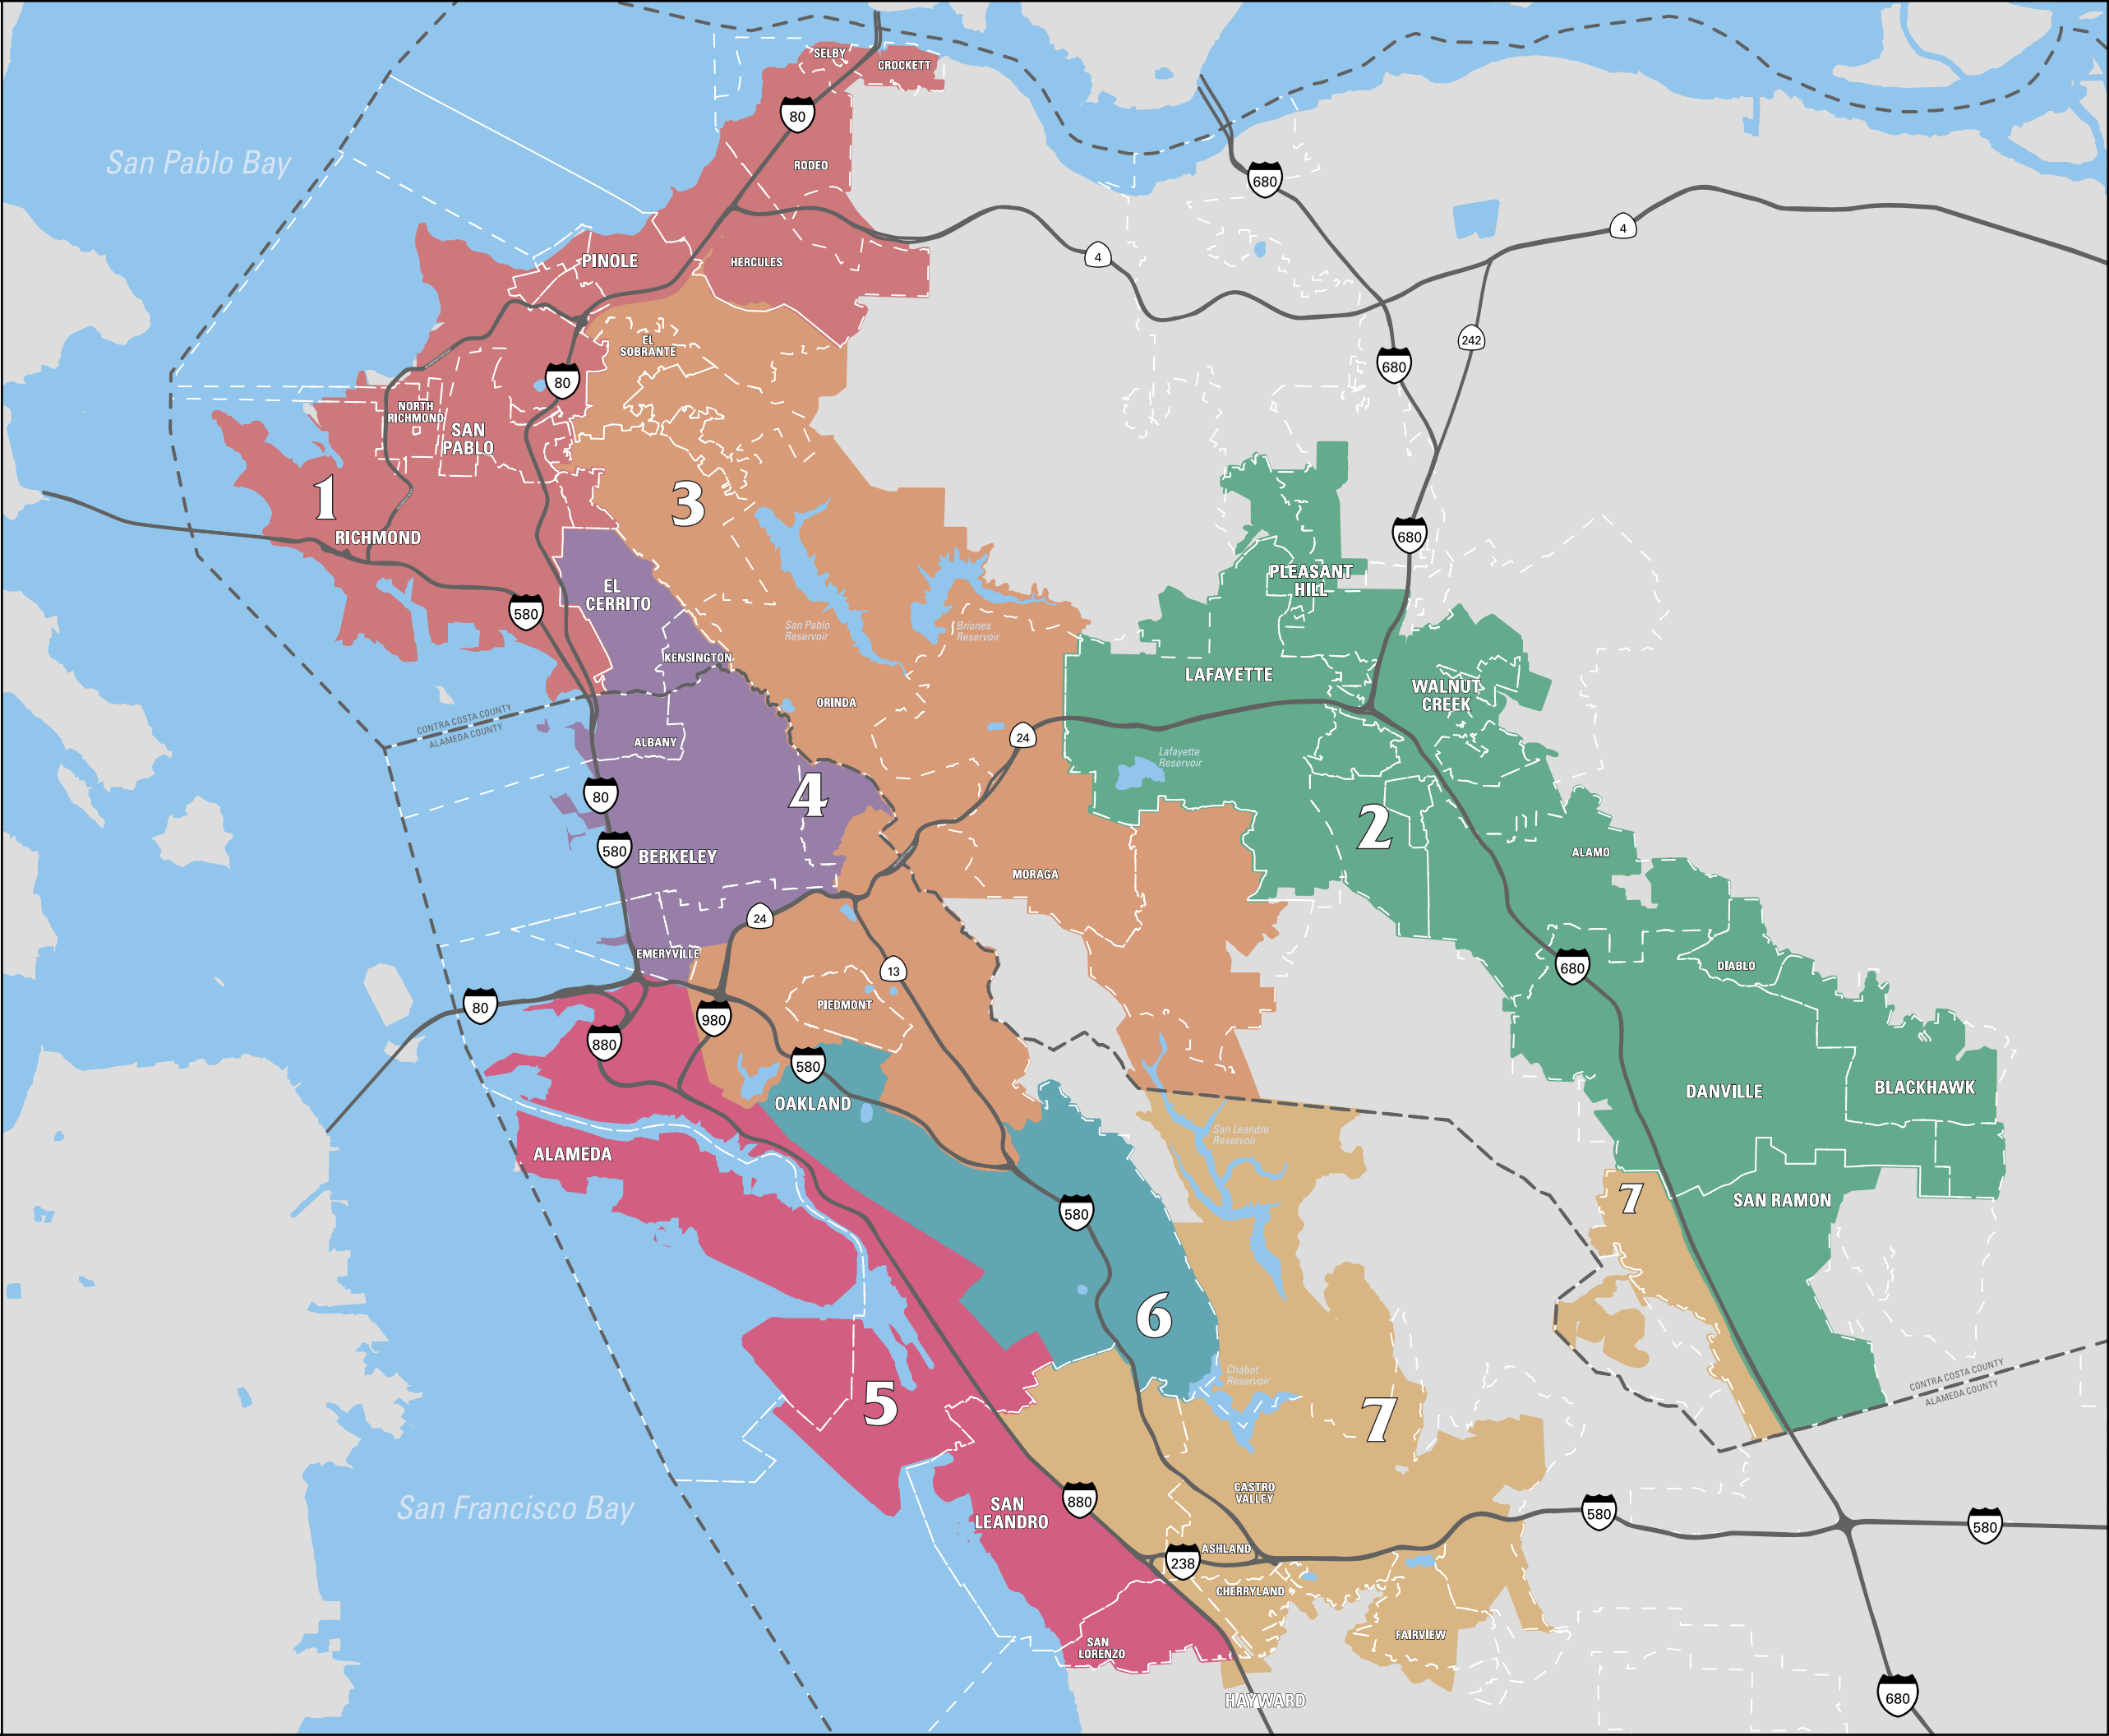 SELBY
CROCKETT
80
San Pablo Bay
RODEO
680
4
4
PINOLE
HERCULES
242
EL
SOBRANTE
680
80
NORTH
RICHMOND
SAN
PABLO
1
3
RICHMOND
680
PLEASANT
HILL
EL
CERRITO
580
San Pablo
Reservoir
Briones
Reservoir
KENSINGTON
LAFAYETTE
WALNUT
CREEK
ORINDA
CONTRA COSTA COUNTY
ALAMEDA COUNTY
ALBANY
24
Lafayette
Reservoir
80
4
2
580
BERKELEY
ALAMO
MORAGA
24
EMERYVILLE
13
680
DIABLO
80
PIEDMONT
980
880
580
OAKLAND
DANVILLE
BLACKHAWK
San Leandro
Reservoir
ALAMEDA
7
SAN RAMON
580
6
Chabot
Reservoir
CONTRA COSTA COUNTY
ALAMEDA COUNTY
5
7
San Francisco Bay
SAN
LEANDRO
880
CASTRO
VALLEY
580
580
ASHLAND
238
CHERRYLAND
FAIRVIEW
SAN
LORENZO
HAYWARD
680